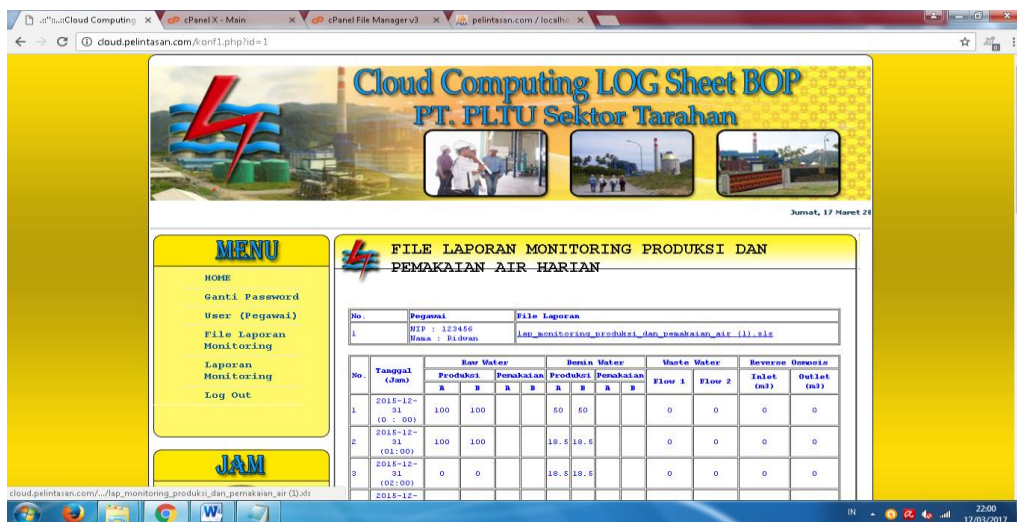 .::"::..::Cloud Computing
cPanel X - Main
cPanel File Manager v3
pelintasan.com / localho
cloud.pelintasan.com/konf1.php?id=1
Cloud Computing LOG Sheet BOP
PT. PLTU Sektor Tarahan
Jumat, 17 Maret 20
MENU
HOME
Ganti Password
User (Pegawai)
File Laporan
Monitoring
Laporan
Monitoring
Log Out
JAM
FILE LAPORAN MONITORING PRODUKSI DAN
PEMAKAIAN AIR HARIAN
No. Pegawai File Laporan
1 NIP : 123456 lap_monitoring_produksi_dan_pemakaian_air (1).xls
Nama : Ridwan
No. Tanggal (Jam) Raw Water Demin Water Waste Water Reverse Osmosis
Produksi Pemakaian Produksi Pemakaian Flow 1 Flow 2 Inlet (m3) Outlet (m3)
A B A B A B A B
1 2015-12-31 (0 : 00) 100 100 50 50 0 0 0 0
2 2015-12-31 (01:00) 100 100 18.5 18.5 0 0 0 0
3 2015-12-31 (02:00) 0 0 18.5 18.5 0 0 0 0
2015-12-
cloud.pelintasan.com/.../lap_monitoring_produksi_dan_pemakaian_air (1).xls
IN
22:00
17/03/2017